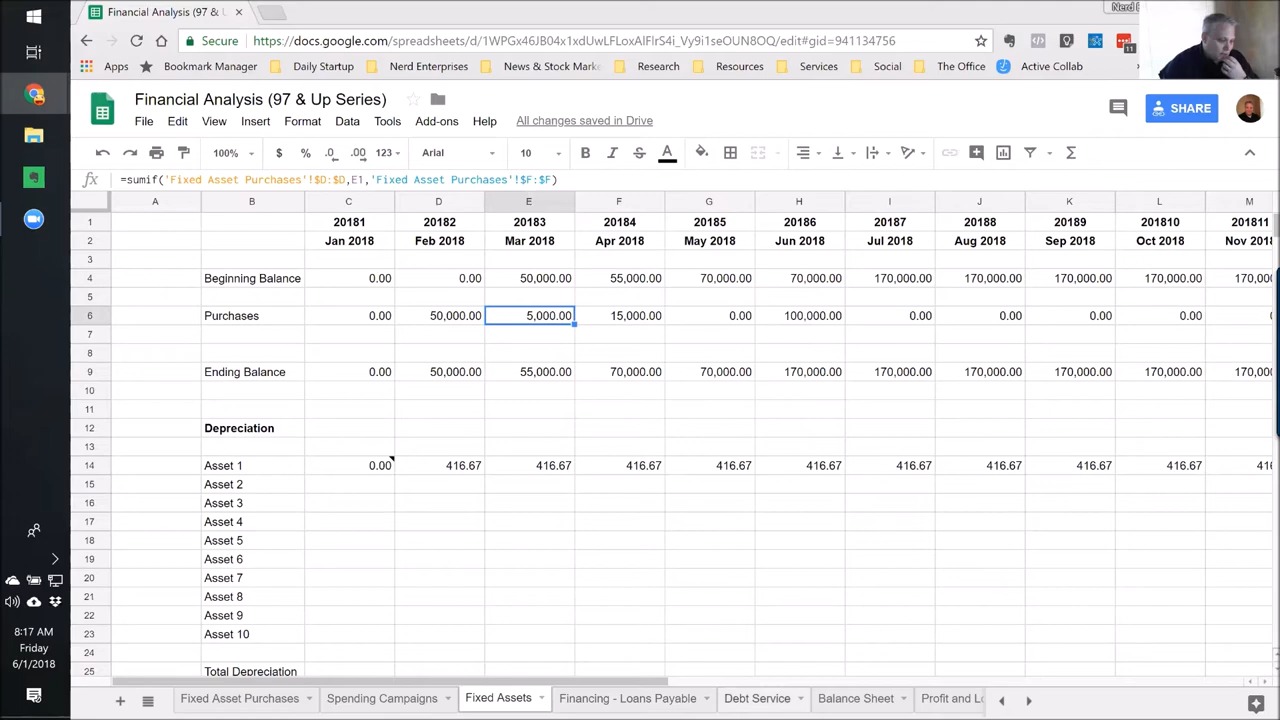 Financial Analysis (97 & U
Nerd
Secure
https://docs.google.com/spreadsheets/d/1WPGx46JB04x1xdUwLFLoxAIFlrS4i_Vy9i1seOUN8OQ/edit#gid=941134756
11
Apps Bookmark Manager Daily Startup Nerd Enterprises News & Stock Mar Research Resources Services Social The Office Active Collab
Financial Analysis (97 & Up Series)
File Edit View Insert Format Data Tools Add-ons Help All changes saved in Drive
SHARE
100% $ % .0 .00 123 Arial 10 B I S A
fx =sumif('Fixed Asset Purchases'!$D:$D,E1,'Fixed Asset Purchases'!$F:$F)
A B C D E F G H I J K L M
1 20181 20182 20183 20184 20185 20186 20187 20188 20189 201810 201811
2 Jan 2018 Feb 2018 Mar 2018 Apr 2018 May 2018 Jun 2018 Jul 2018 Aug 2018 Sep 2018 Oct 2018 Nov 2018
3
4 Beginning Balance 0.00 0.00 50,000.00 55,000.00 70,000.00 70,000.00 170,000.00 170,000.00 170,000.00 170,000.00 170,00
5
6 Purchases 0.00 50,000.00 5,000.00 15,000.00 0.00 100,000.00 0.00 0.00 0.00 0.00
7
8
9 Ending Balance 0.00 50,000.00 55,000.00 70,000.00 70,000.00 170,000.00 170,000.00 170,000.00 170,000.00 170,000.00 170,00
10
11
12 Depreciation
13
14 Asset 1 0.00 416.67 416.67 416.67 416.67 416.67 416.67 416.67 416.67 416.67 41
15 Asset 2
16 Asset 3
17 Asset 4
18 Asset 5
19 Asset 6
20 Asset 7
21 Asset 8
22 Asset 9
23 Asset 10
24
25 Total Depreciation
Fixed Asset Purchases Spending Campaigns Fixed Assets Financing - Loans Payable Debt Service Balance Sheet Profit and Lo
8:17 AM
Friday
6/1/2018